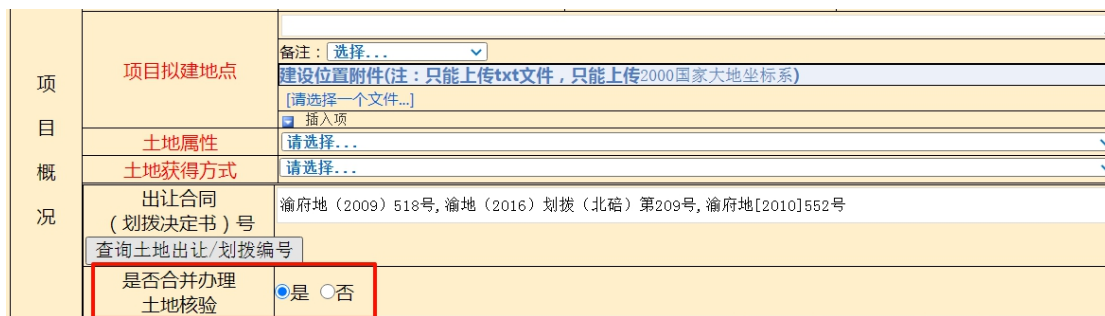 项目概况
项目拟建地点
备注：选择...
建设位置附件(注：只能上传txt文件，只能上传2000国家大地坐标系)
[请选择一个文件...]
插入项
土地属性
请选择...
土地获得方式
请选择...
出让合同
（划拨决定书）号
渝府地（2009）518号,渝地（2016）划拨（北碚）第209号,渝府地[2010]552号
查询土地出让/划拨编号
是否合并办理
土地核验
是 否